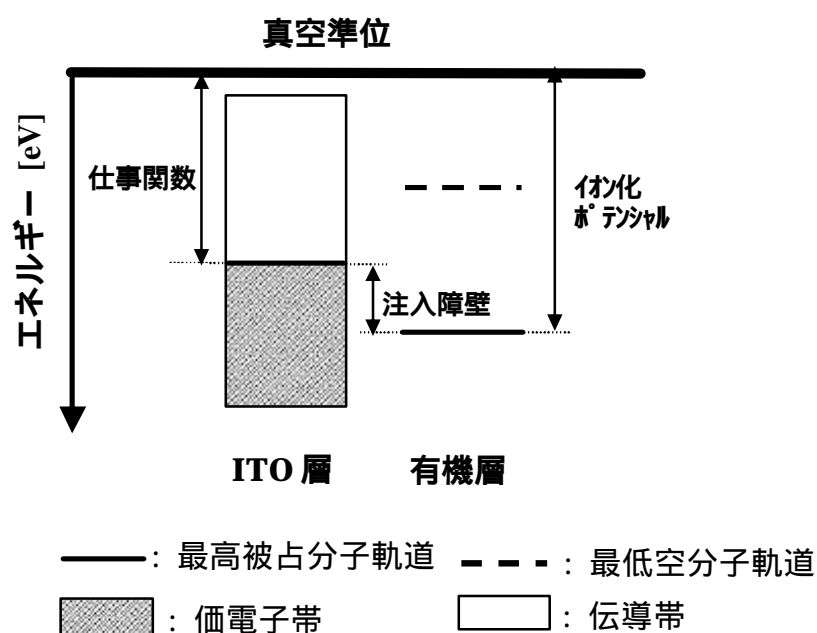 真空準位
エネルギー [eV]
仕事関数
イオン化
ポテンシャル
注入障壁
ITO 層 有機層
: 最高被占分子軌道 : 最低空分子軌道
: 価電子帯 : 伝導帯